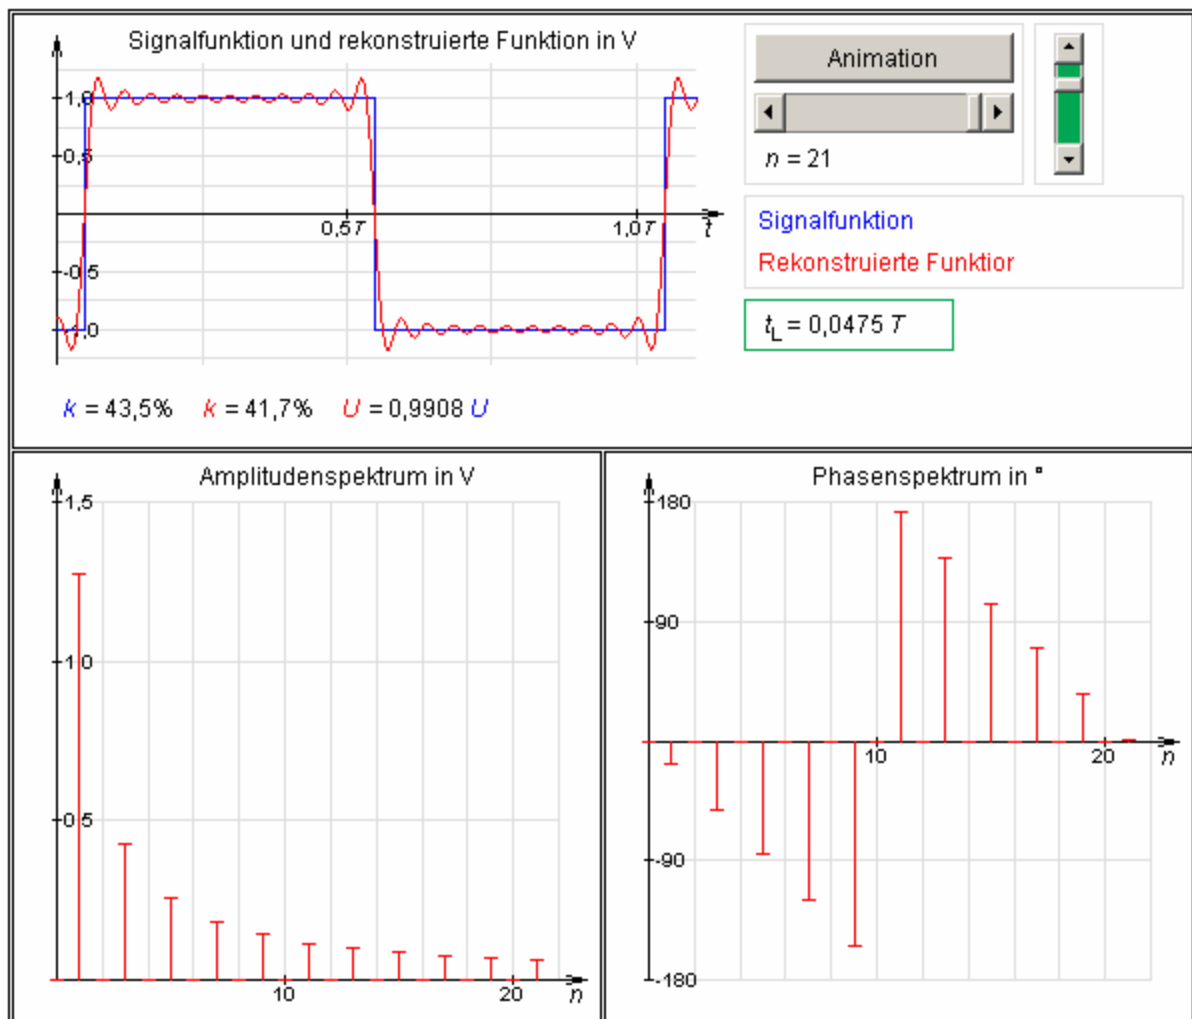 Signalfunktion und rekonstruierte Funktion in V
1,0
0,5
0,5T
1,0T
t
-0,5
-1,0
k = 43,5% k = 41,7% U = 0,9908 U
Animation
n = 21
Signalfunktion
Rekonstruierte Funktior
tL = 0,0475 T
Amplitudenspektrum in V
1,5
1,0
0,5
10
20
n
Phasenspektrum in °
180
90
10
20
n
-90
-180